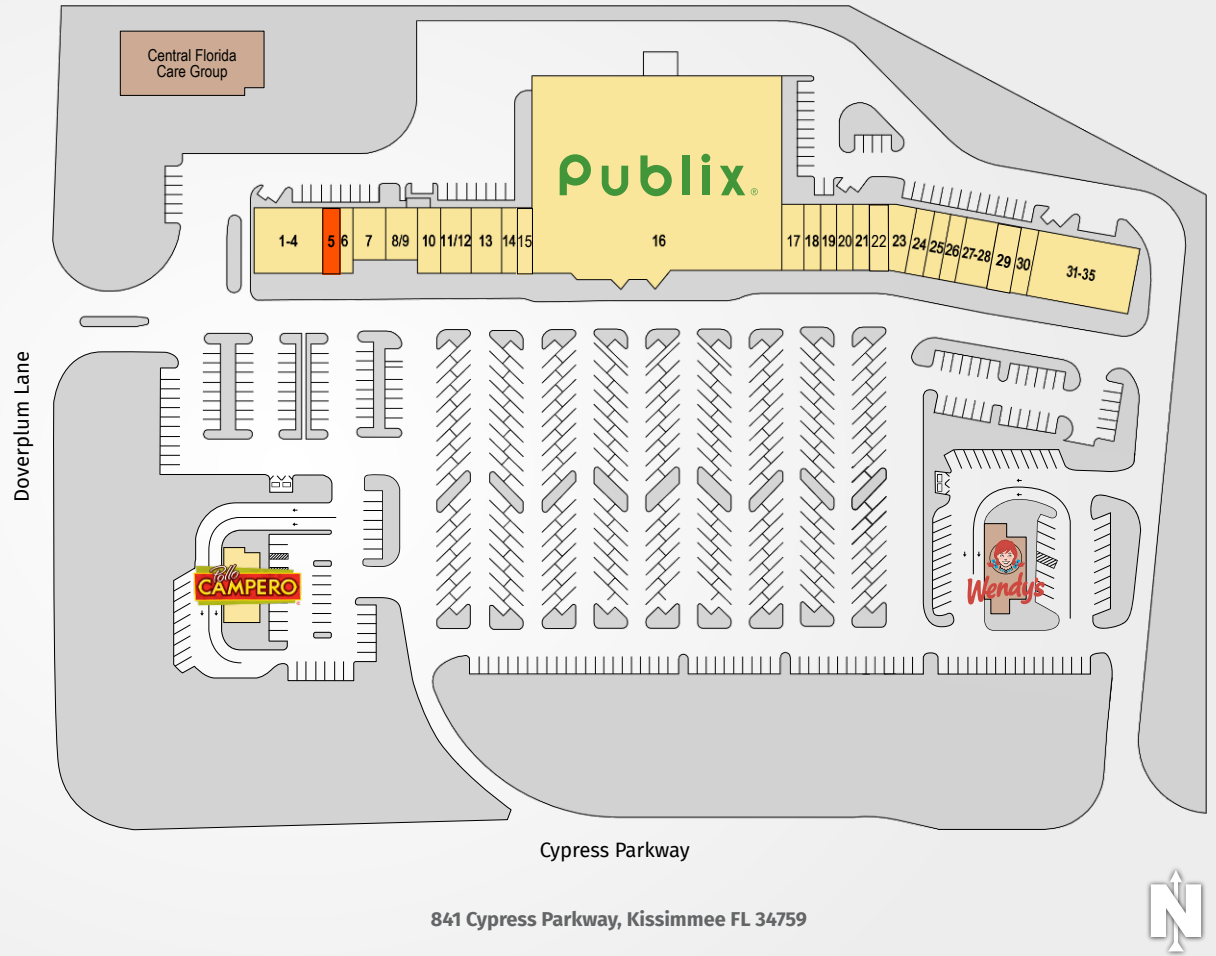 Central Florida
Care Group
Publix®
1-4
5
6
7
8/9
10
11/12
13
14
15
16
17
18
19
20
21
22
23
24
25
26
27-28
29
30
31-35
Doverplum Lane
Pollo
CAMPERO
Wendy's
Cypress Parkway
841 Cypress Parkway, Kissimmee FL 34759
N